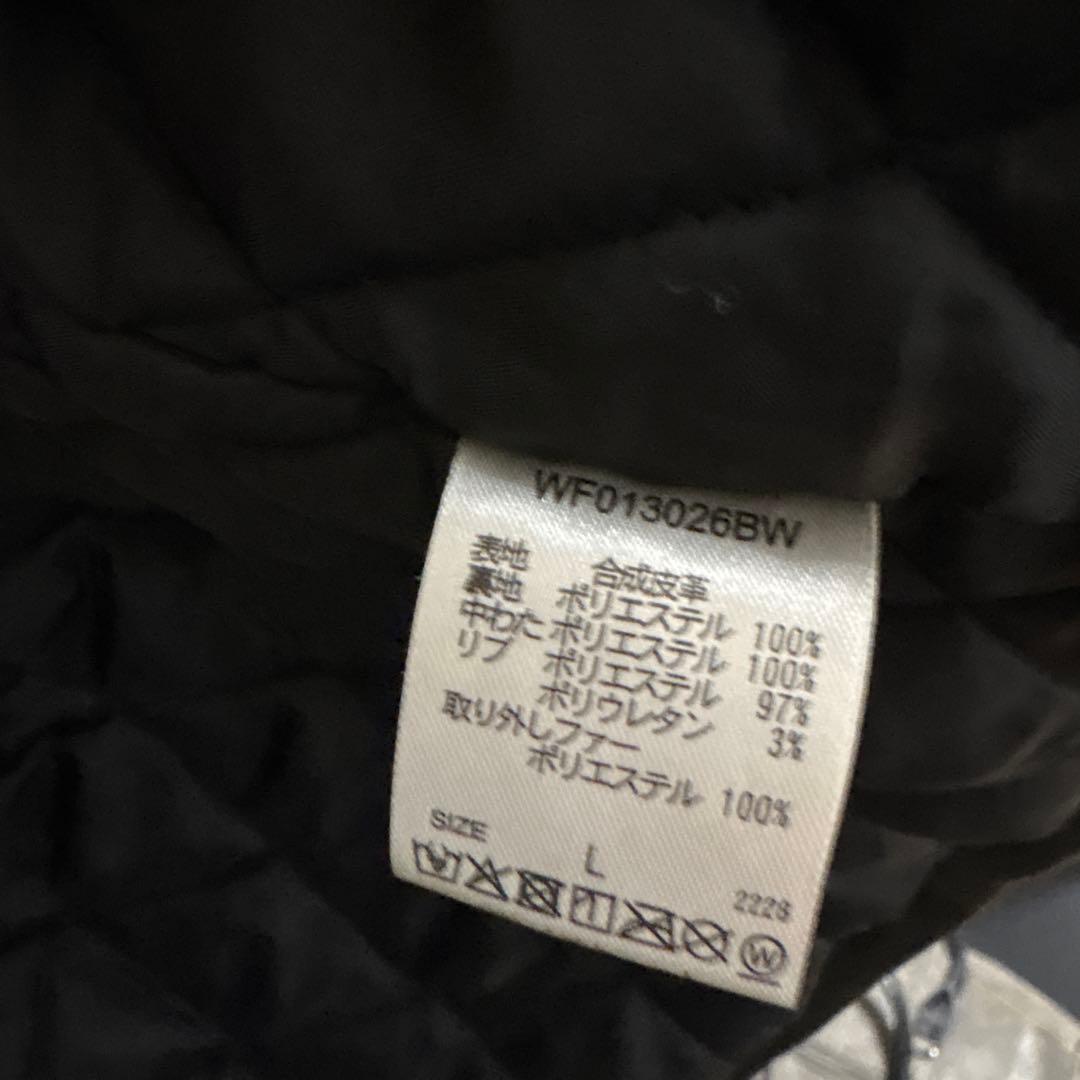 WF013026BW
表地 合成皮革
裏地 ポリエステル 100%
中わた ポリエステル 100%
リブ ポリエステル 97%
ポリウレタン 3%
取り外しファー
ポリエステル 100%
SIZE L
W